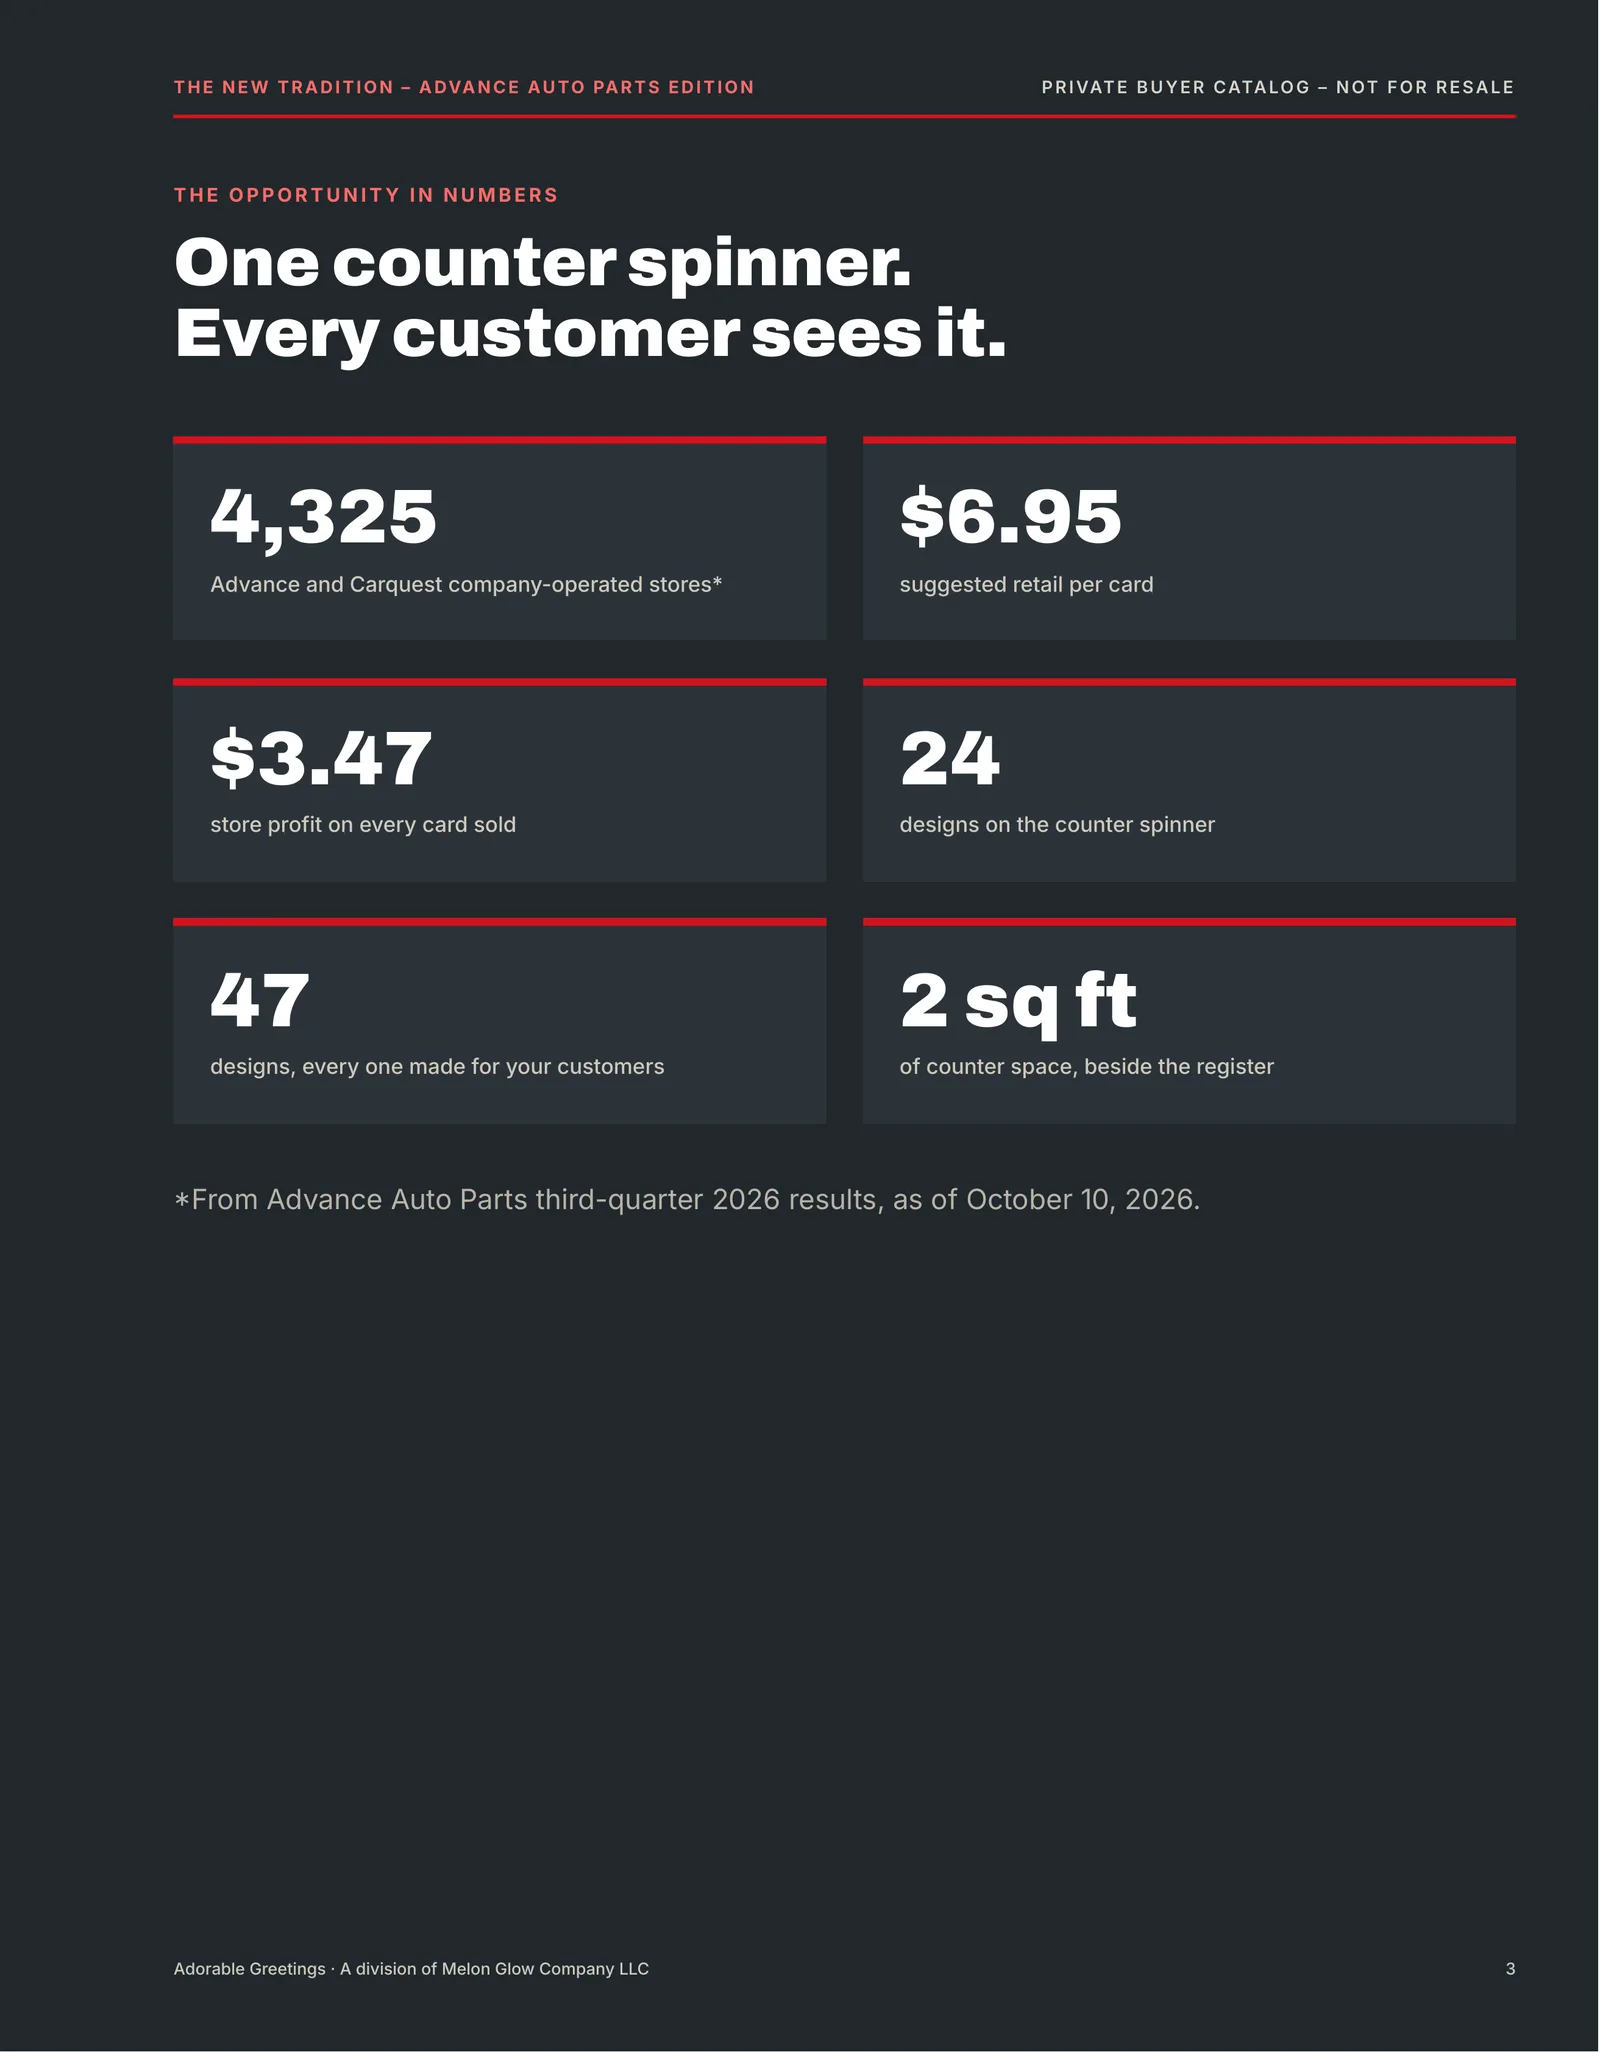 THE NEW TRADITION – ADVANCE AUTO PARTS EDITION
PRIVATE BUYER CATALOG – NOT FOR RESALE
THE OPPORTUNITY IN NUMBERS
One counter spinner.
Every customer sees it.
4,325
Advance and Carquest company-operated stores*
$6.95
suggested retail per card
$3.47
store profit on every card sold
24
designs on the counter spinner
47
designs, every one made for your customers
2 sq ft
of counter space, beside the register
*From Advance Auto Parts third-quarter 2026 results, as of October 10, 2026.
Adorable Greetings · A division of Melon Glow Company LLC
3